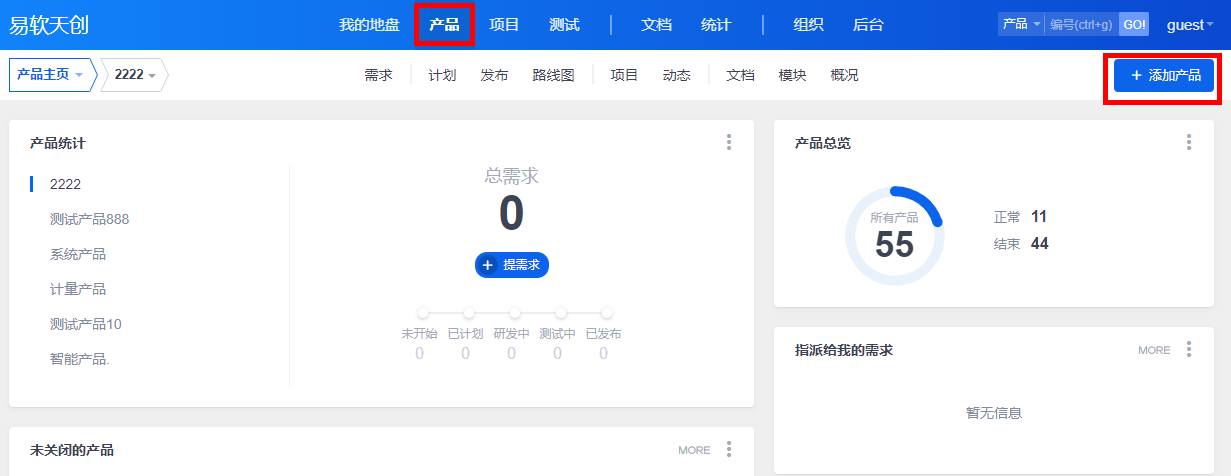 易软天创 我的地盘 产品 项目 测试 文档 统计 组织 后台 产品 编号(ctrl+g) GO! guest
产品主页 2222 需求 计划 发布 路线图 项目 动态 文档 模块 概况 + 添加产品
产品统计
2222
测试产品888
系统产品
计量产品
测试产品10
智能产品.
总需求
0
+ 提需求
未开始 已计划 研发中 测试中 已发布
0 0 0 0 0
产品总览
所有产品
55
正常 11
结束 44
指派给我的需求 MORE
暂无信息
未关闭的产品 MORE